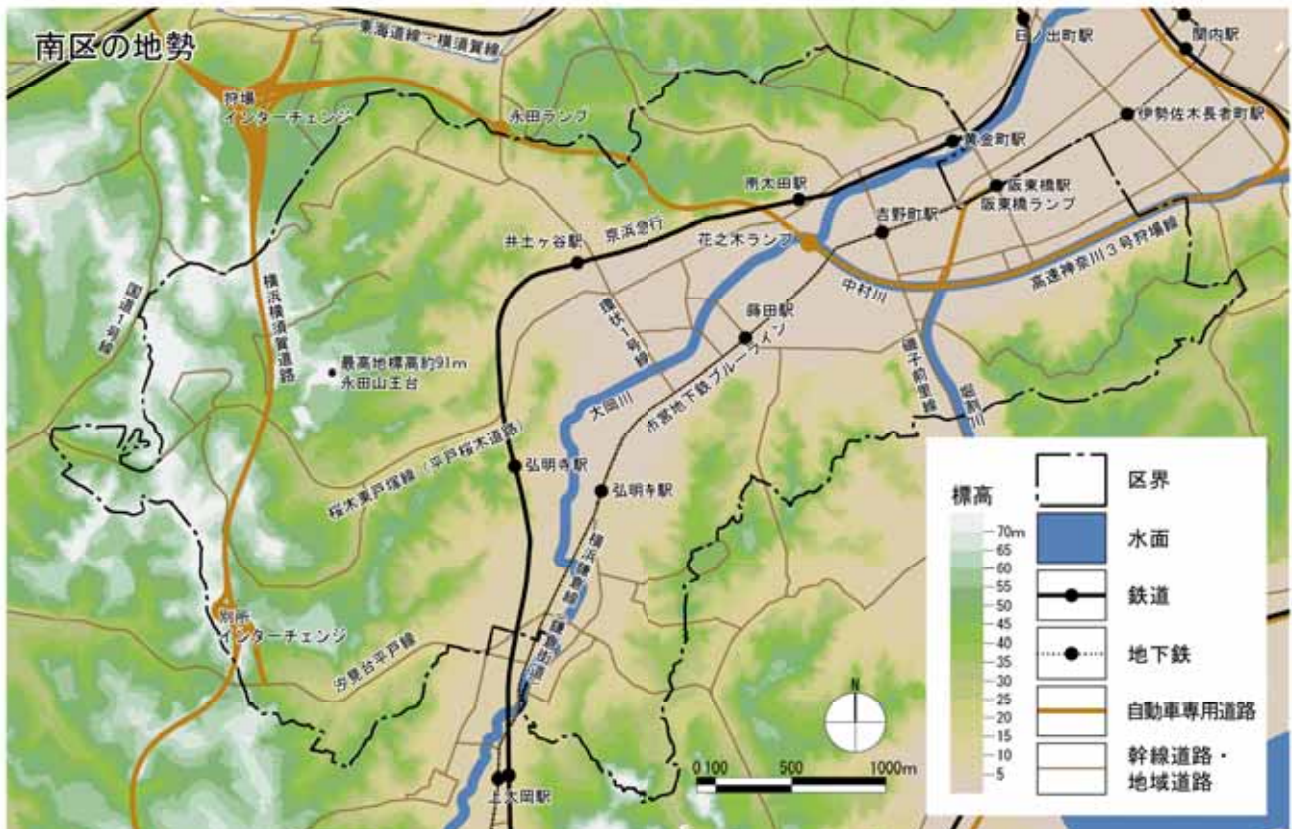 南区の地勢
東海道線・横須賀線
日ノ出町駅
関内駅
狩場
インターチェンジ
永田ランプ
伊勢佐木長者町駅
黄金町駅
南太田駅
阪東橋駅
阪東橋ランプ
吉野町駅
井土ヶ谷駅
京浜急行
花之木ランプ
中村川
高速神奈川3号狩場線
国道1号線
横浜横須賀道路
環状1号線
蒔田駅
最高地標高約91m
永田山王台
大岡川
市営地下鉄ブルーライン
磯子前里線
堀割川
桜木東戸塚線(平戸桜木道路)
弘明寺駅
弘明寺駅
横浜鎌倉線(鎌倉街道)
別所
インターチェンジ
汐見台平戸線
上大岡駅
N
0 100 500 1000m
標高
70m
65
60
55
50
45
40
35
30
25
20
15
10
5
区界
水面
鉄道
地下鉄
自動車専用道路
幹線道路・
地域道路